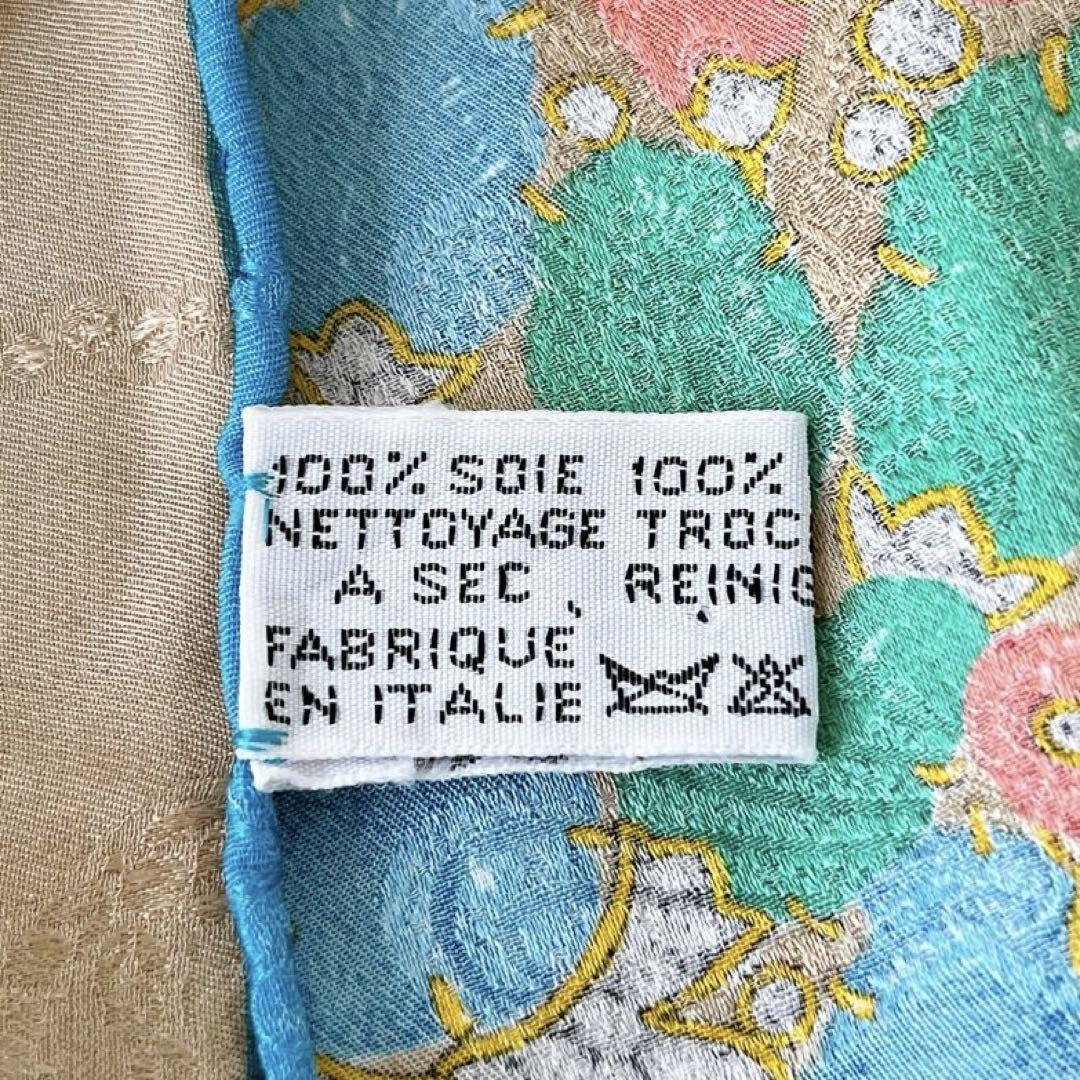 100% SOIE 100%
NETTOYAGE TROC
A SEC REINIG
FABRIQUÉ
EN ITALIE